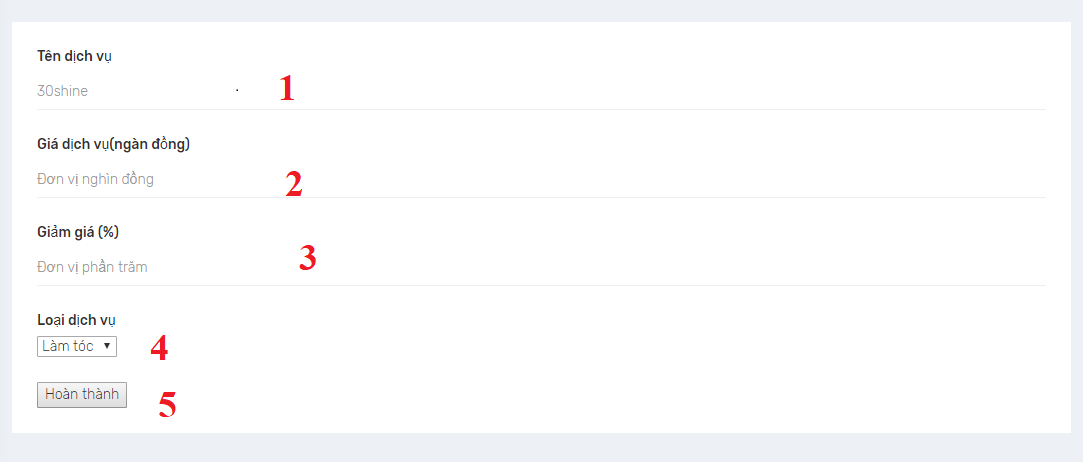 Tên dịch vụ
30shine 1
Giá dịch vụ(ngàn đồng)
Đơn vị nghìn đồng 2
Giảm giá (%)
Đơn vị phần trăm 3
Loại dịch vụ
Làm tóc 4
Hoàn thành 5